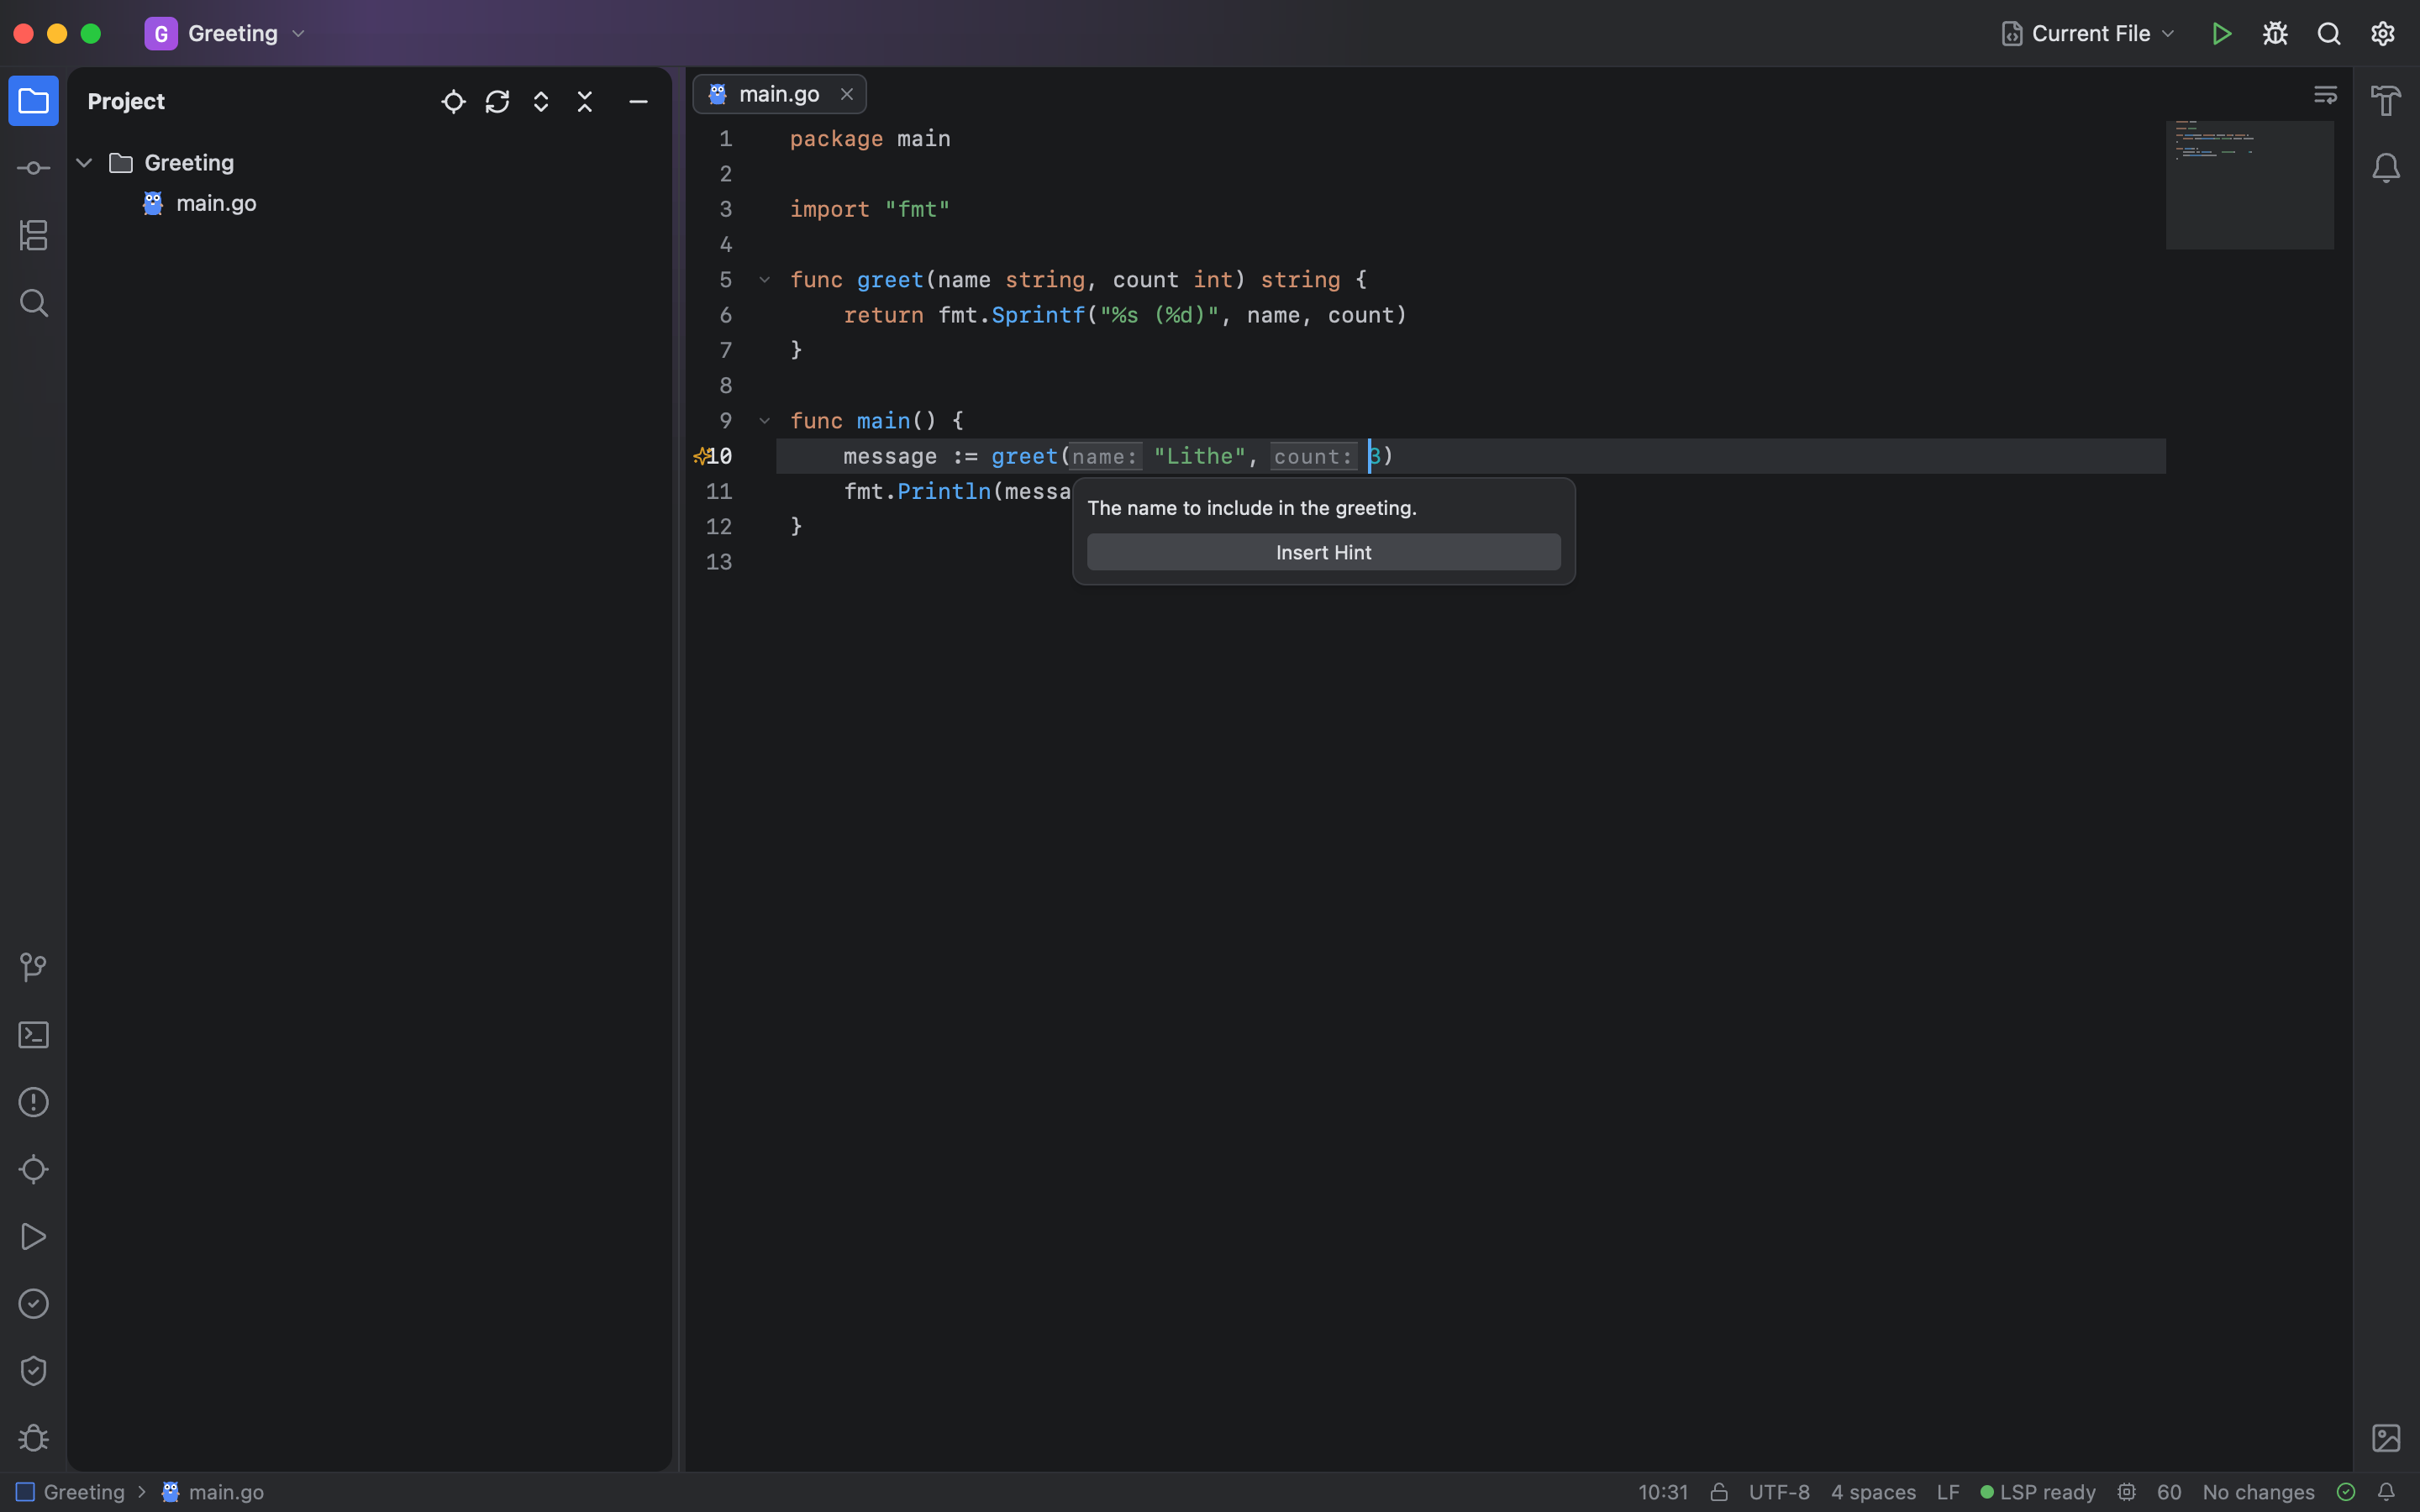 G Greeting
Current File
Project
Greeting
main.go
main.go
1 package main
2
3 import "fmt"
4
5 func greet(name string, count int) string {
6 return fmt.Sprintf("%s (%d)", name, count)
7 }
8
9 func main() {
10 message := greet(name: "Lithe", count: 3)
11 fmt.Println(messa
12 }
13
The name to include in the greeting.
Insert Hint
Greeting > main.go
10:31 UTF-8 4 spaces LF LSP ready 60 No changes